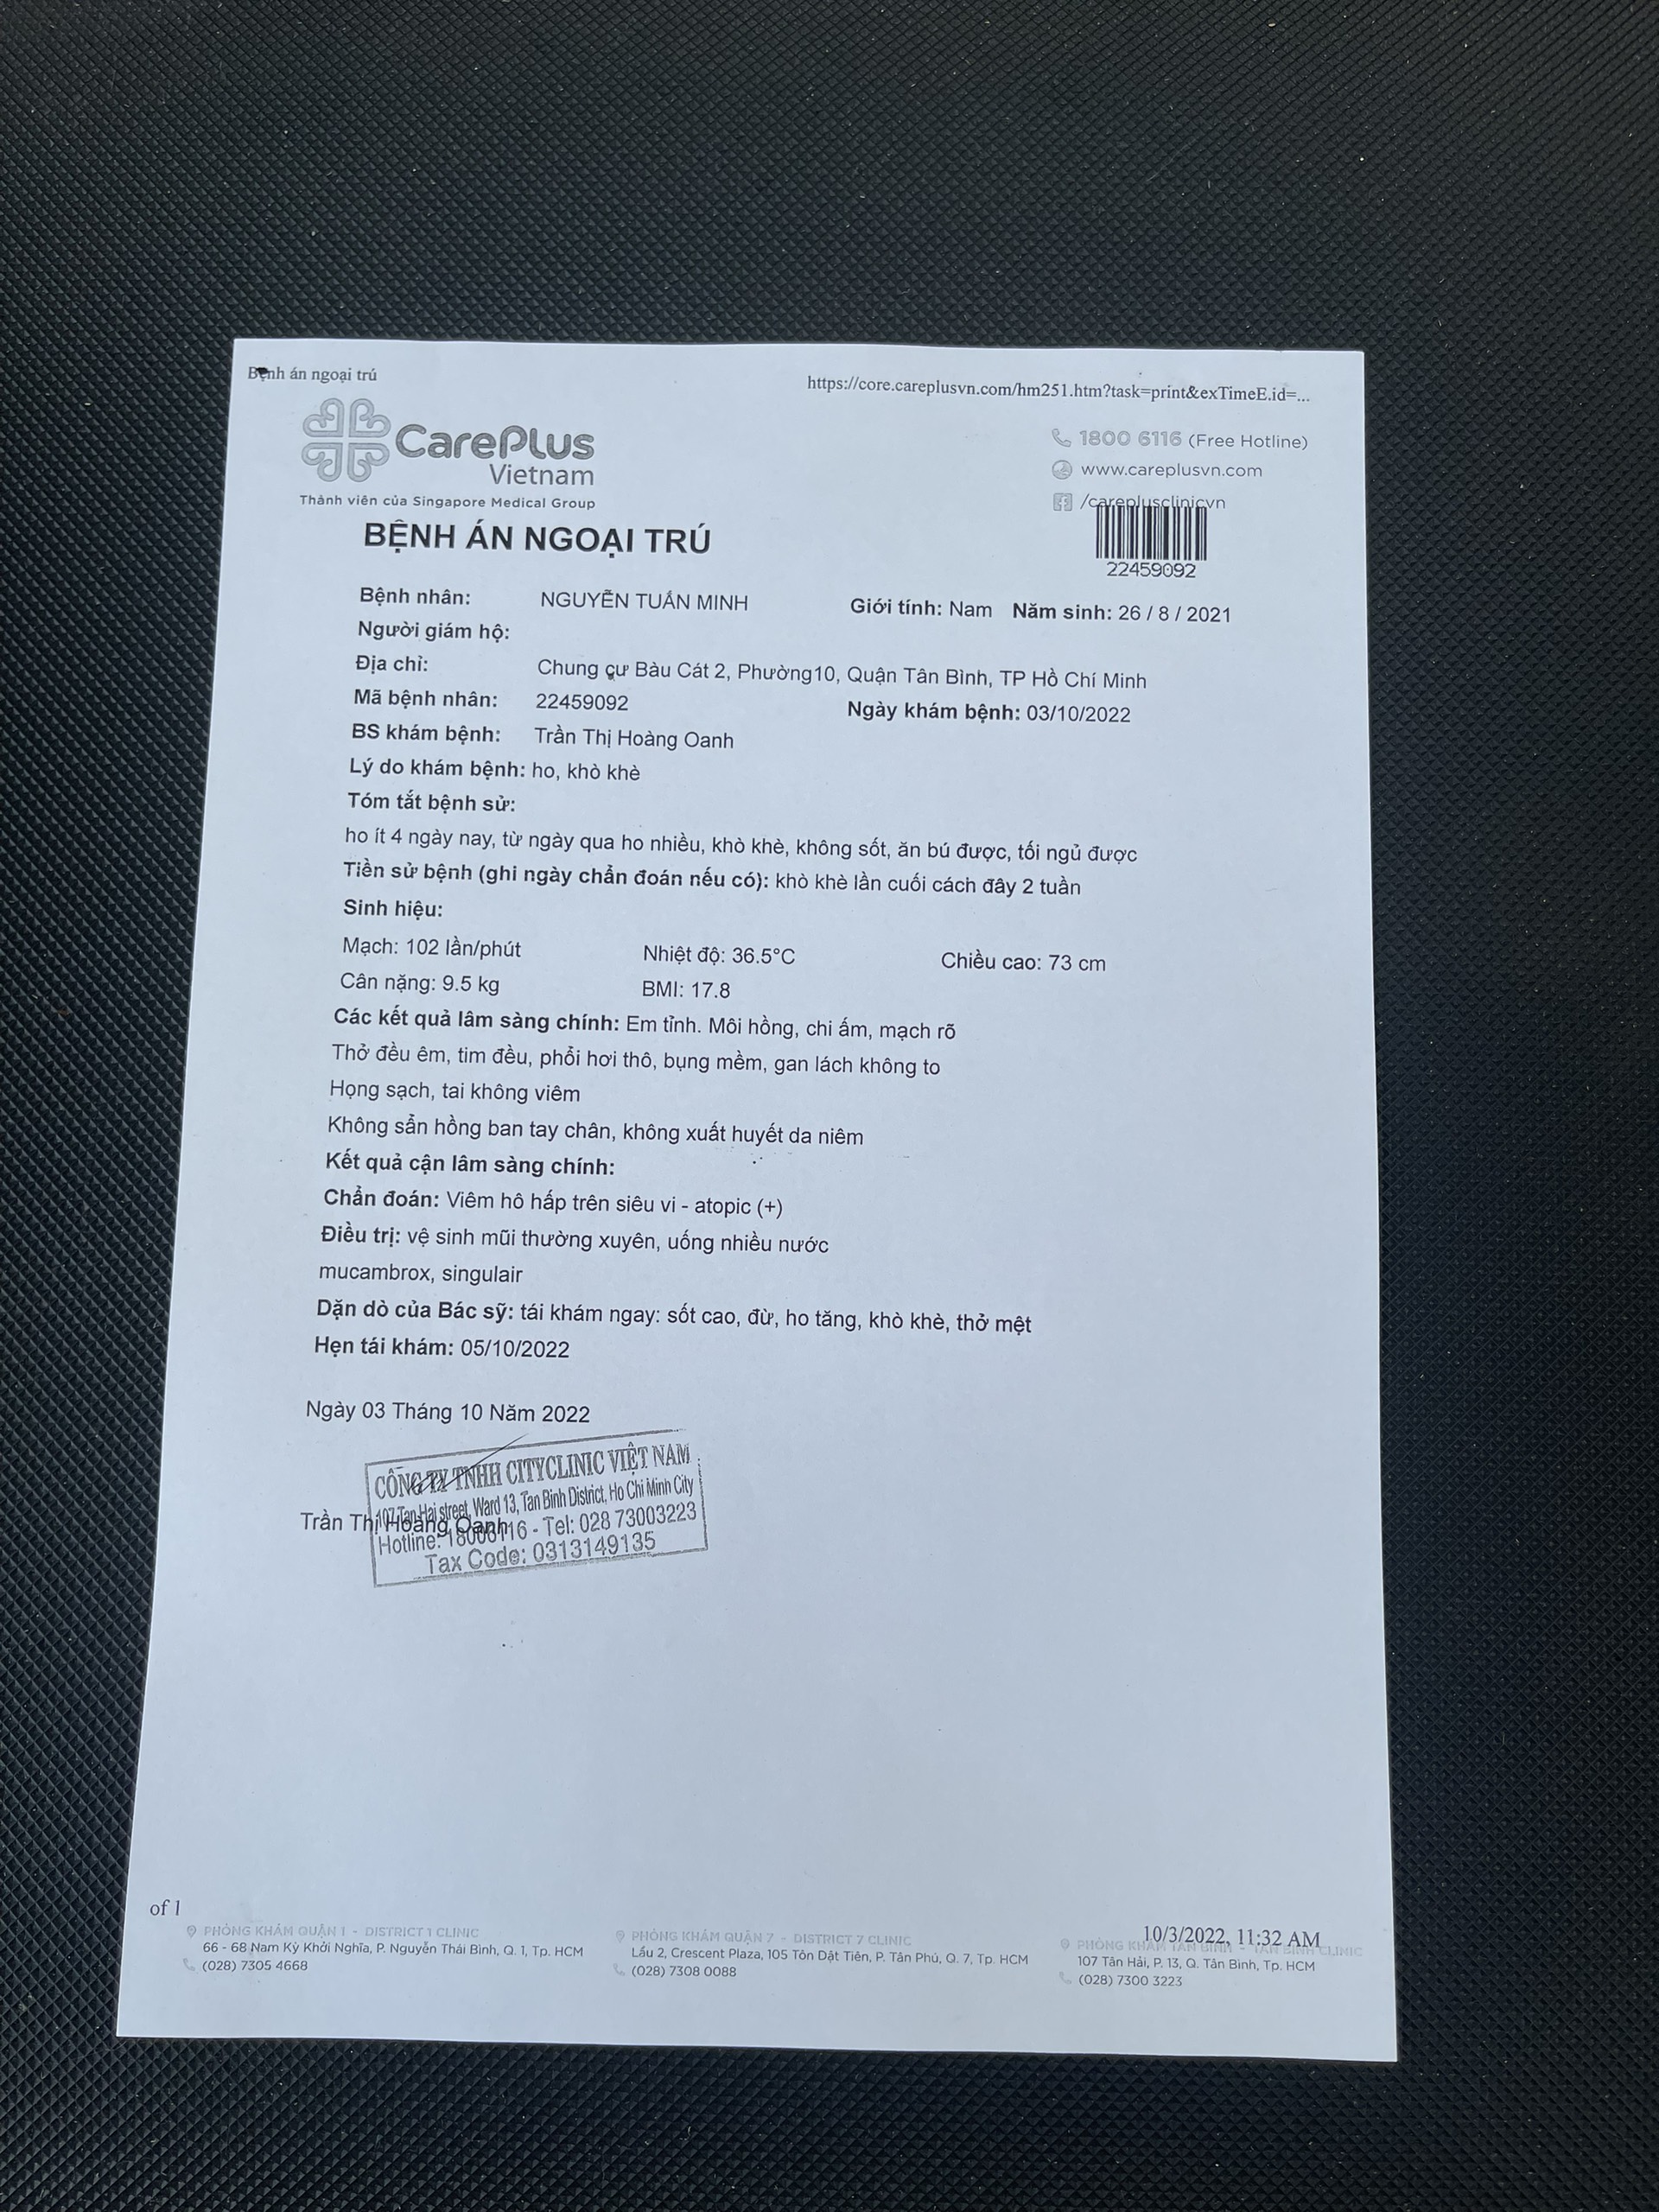 Bệnh án ngoại trú
https://core.careplusvn.com/hm251.htm?task=print&exTimeE.id=...
CarePlus
Vietnam
Thành viên của Singapore Medical Group
1800 6116 (Free Hotline)
www.careplusvn.com
/careplusclinicvn
BỆNH ÁN NGOẠI TRÚ
22459092
Bệnh nhân: NGUYỄN TUẤN MINH Giới tính: Nam Năm sinh: 26 / 8 / 2021
Người giám hộ:
Địa chỉ: Chung cư Bàu Cát 2, Phường10, Quận Tân Bình, TP Hồ Chí Minh
Mã bệnh nhân: 22459092 Ngày khám bệnh: 03/10/2022
BS khám bệnh: Trần Thị Hoàng Oanh
Lý do khám bệnh: ho, khò khè
Tóm tắt bệnh sử:
ho ít 4 ngày nay, từ ngày qua ho nhiều, khò khè, không sốt, ăn bú được, tối ngủ được
Tiền sử bệnh (ghi ngày chẩn đoán nếu có): khò khè lần cuối cách đây 2 tuần
Sinh hiệu:
Mạch: 102 lần/phút Nhiệt độ: 36.5°C Chiều cao: 73 cm
Cân nặng: 9.5 kg BMI: 17.8
Các kết quả lâm sàng chính: Em tỉnh. Môi hồng, chi ấm, mạch rõ
Thở đều êm, tim đều, phổi hơi thô, bụng mềm, gan lách không to
Họng sạch, tai không viêm
Không sẩn hồng ban tay chân, không xuất huyết da niêm
Kết quả cận lâm sàng chính:
Chẩn đoán: Viêm hô hấp trên siêu vi - atopic (+)
Điều trị: vệ sinh mũi thường xuyên, uống nhiều nước
mucambrox, singulair
Dặn dò của Bác sỹ: tái khám ngay: sốt cao, đừ, ho tăng, khò khè, thở mệt
Hẹn tái khám: 05/10/2022
Ngày 03 Tháng 10 Năm 2022
CÔNG TY TNHH CITYCLINIC VIỆT NAM
107 Tan Hai street, Ward 13, Tan Binh District, Ho Chi Minh City
Trần Thị Hoàng Oanh
Hotline: 18006116 - Tel: 028 73003223
Tax Code: 0313149135
of 1
10/3/2022, 11:32 AM
PHÒNG KHÁM QUẬN 1 - DISTRICT 1 CLINIC
66 - 68 Nam Kỳ Khởi Nghĩa, P. Nguyễn Thái Bình, Q. 1, Tp. HCM
(028) 7305 4668
PHÒNG KHÁM QUẬN 7 - DISTRICT 7 CLINIC
Lầu 2, Crescent Plaza, 105 Tôn Dật Tiên, P. Tân Phú, Q. 7, Tp. HCM
(028) 7308 0088
PHÒNG KHÁM TÂN BÌNH - TAN BINH CLINIC
107 Tân Hải, P. 13, Q. Tân Bình, Tp. HCM
(028) 7300 3223